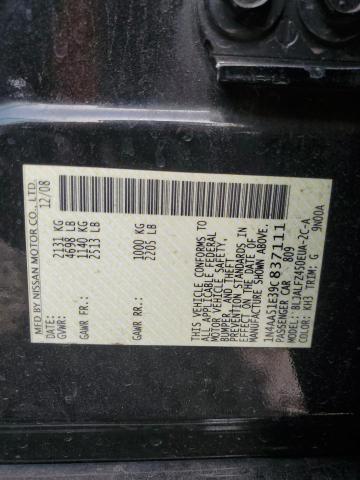 MFD BY NISSAN MOTOR CO., LTD. 12/08
GVWR: 2131 KG
4698 LB
GAWR FR.: 1140 KG
2513 LB
GAWR RR.: 1000 KG
2205 LB
THIS VEHICLE CONFORMS TO
ALL APPLICABLE FEDERAL
MOTOR VEHICLE SAFETY,
BUMPER, AND THEFT
PREVENTION STANDARDS IN
EFFECT ON THE DATE OF
MANUFACTURE SHOWN ABOVE.
1N4AA51E39C837111
PASSENGER CAR 809
MODEL: BL3ALFZ450EUA-2C-A
COLOR: KH3 TRIM: G 9N00A